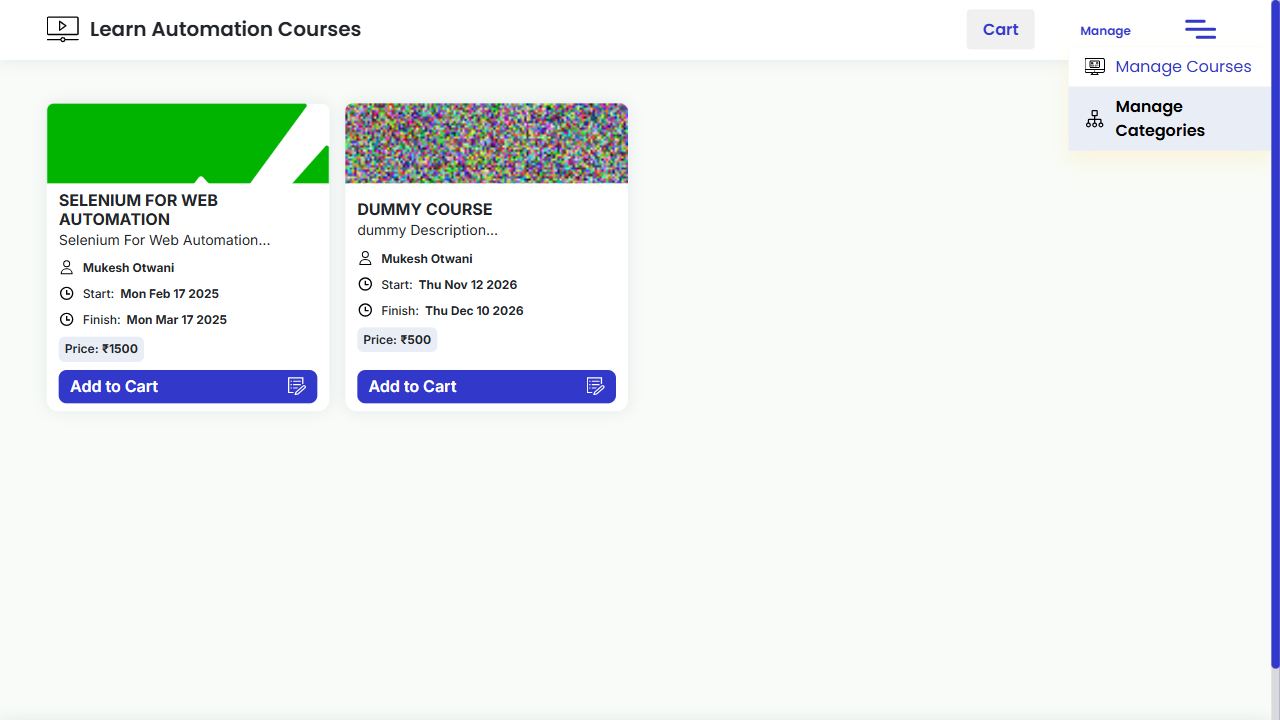 Learn Automation Courses
Cart
Manage
Manage Courses
Manage
Categories
SELENIUM FOR WEB
AUTOMATION
Selenium For Web Automation...
Mukesh Otwani
Start: Mon Feb 17 2025
Finish: Mon Mar 17 2025
Price: ₹1500
Add to Cart
DUMMY COURSE
dummy Description...
Mukesh Otwani
Start: Thu Nov 12 2026
Finish: Thu Dec 10 2026
Price: ₹500
Add to Cart